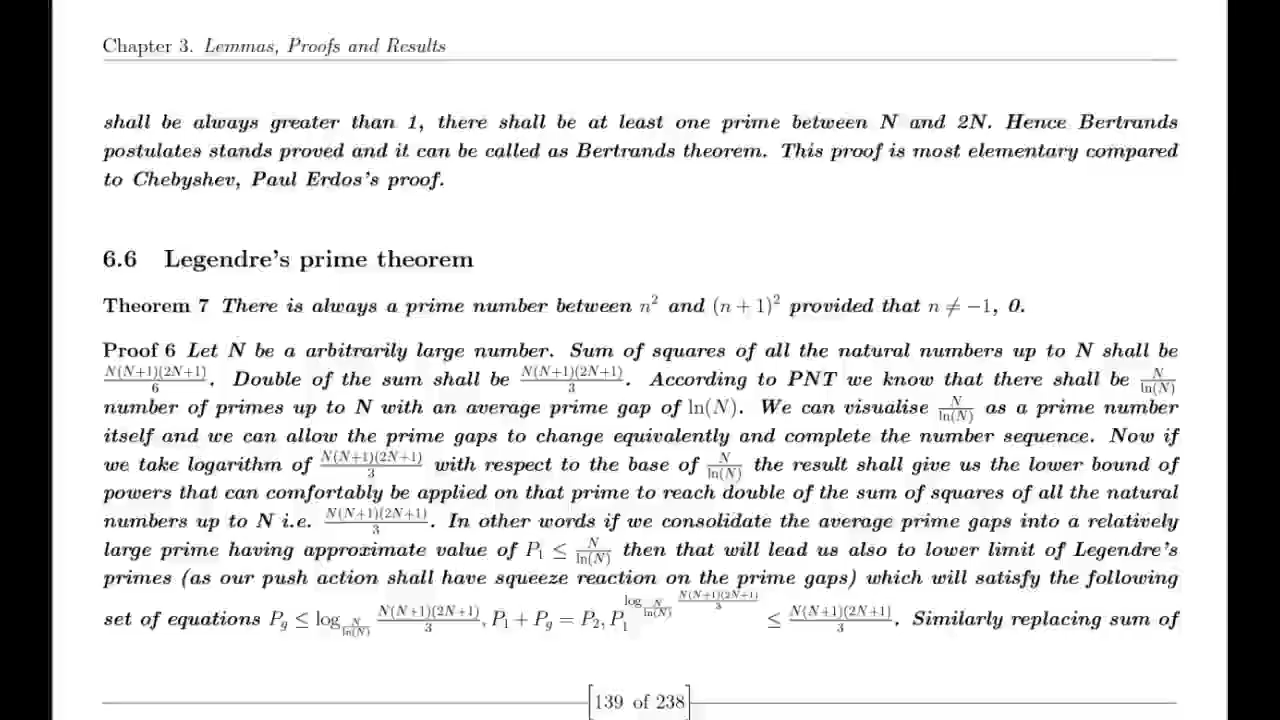 Chapter 3. Lemmas, Proofs and Results
shall be always greater than 1, there shall be at least one prime between N and 2N. Hence Bertrands
postulates stands proved and it can be called as Bertrands theorem. This proof is most elementary compared
to Chebyshev, Paul Erdos's proof.
6.6 Legendre's prime theorem
Theorem 7 There is always a prime number between n² and (n + 1)² provided that n ≠ −1, 0.
Proof 6 Let N be a arbitrarily large number. Sum of squares of all the natural numbers up to N shall be
N(N+1)(2N+1)/6. Double of the sum shall be N(N+1)(2N+1)/3. According to PNT we know that there shall be N/ln(N)
number of primes up to N with an average prime gap of ln(N). We can visualise N/ln(N) as a prime number
itself and we can allow the prime gaps to change equivalently and complete the number sequence. Now if
we take logarithm of N(N+1)(2N+1)/3 with respect to the base of N/ln(N) the result shall give us the lower bound of
powers that can comfortably be applied on that prime to reach double of the sum of squares of all the natural
numbers up to N i.e. N(N+1)(2N+1)/3. In other words if we consolidate the average prime gaps into a relatively
large prime having approximate value of P₁ ≤ N/ln(N) then that will lead us also to lower limit of Legendre's
primes (as our push action shall have squeeze reaction on the prime gaps) which will satisfy the following
set of equations P_g ≤ log_{N/ln(N)} N(N+1)(2N+1)/3, P₁ + P_g = P₂, P₁^{log_{N/ln(N)} N(N+1)(2N+1)/3} ≤ N(N+1)(2N+1)/3. Similarly replacing sum of
139 of 238